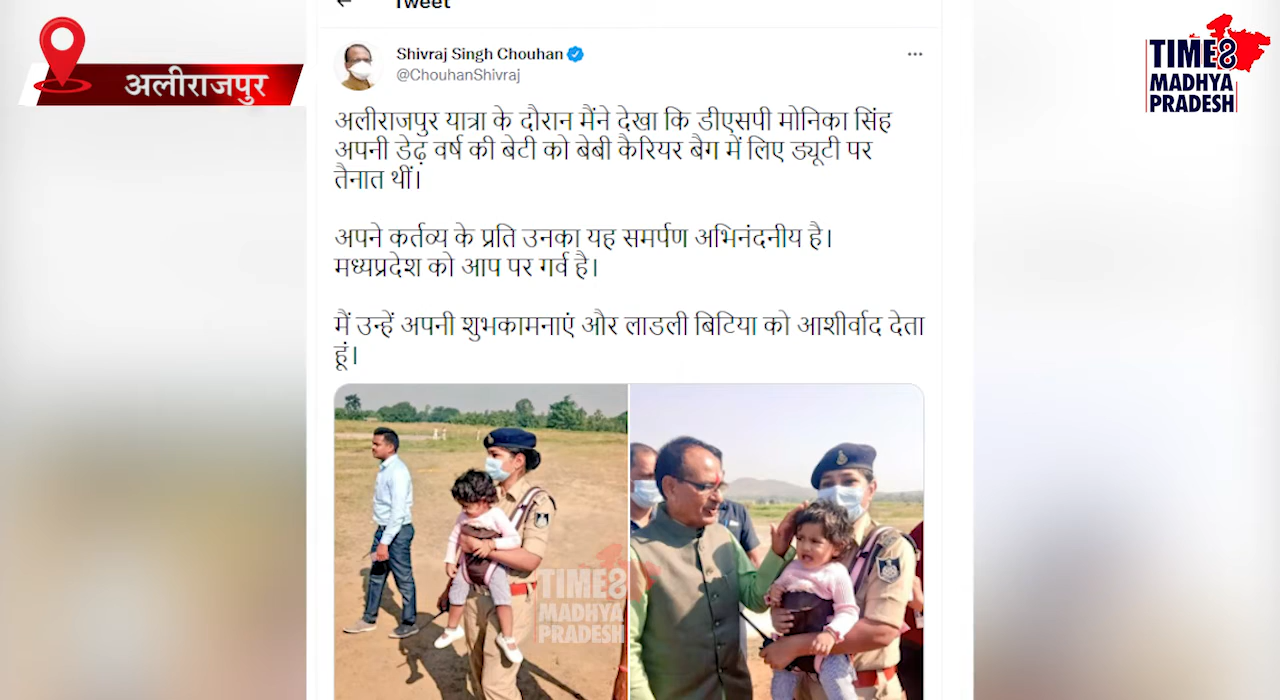 Tweet
अलीराजपुर
TIME8
MADHYA
PRADESH
Shivraj Singh Chouhan
@ChouhanShivraj
अलीराजपुर यात्रा के दौरान मैंने देखा कि डीएसपी मोनिका सिंह
अपनी डेढ़ वर्ष की बेटी को बेबी कैरियर बैग में लिए ड्यूटी पर
तैनात थीं।
अपने कर्तव्य के प्रति उनका यह समर्पण अभिनंदनीय है।
मध्यप्रदेश को आप पर गर्व है।
मैं उन्हें अपनी शुभकामनाएं और लाडली बिटिया को आशीर्वाद देता
हूं।
TIME8
MADHYA
PRADESH